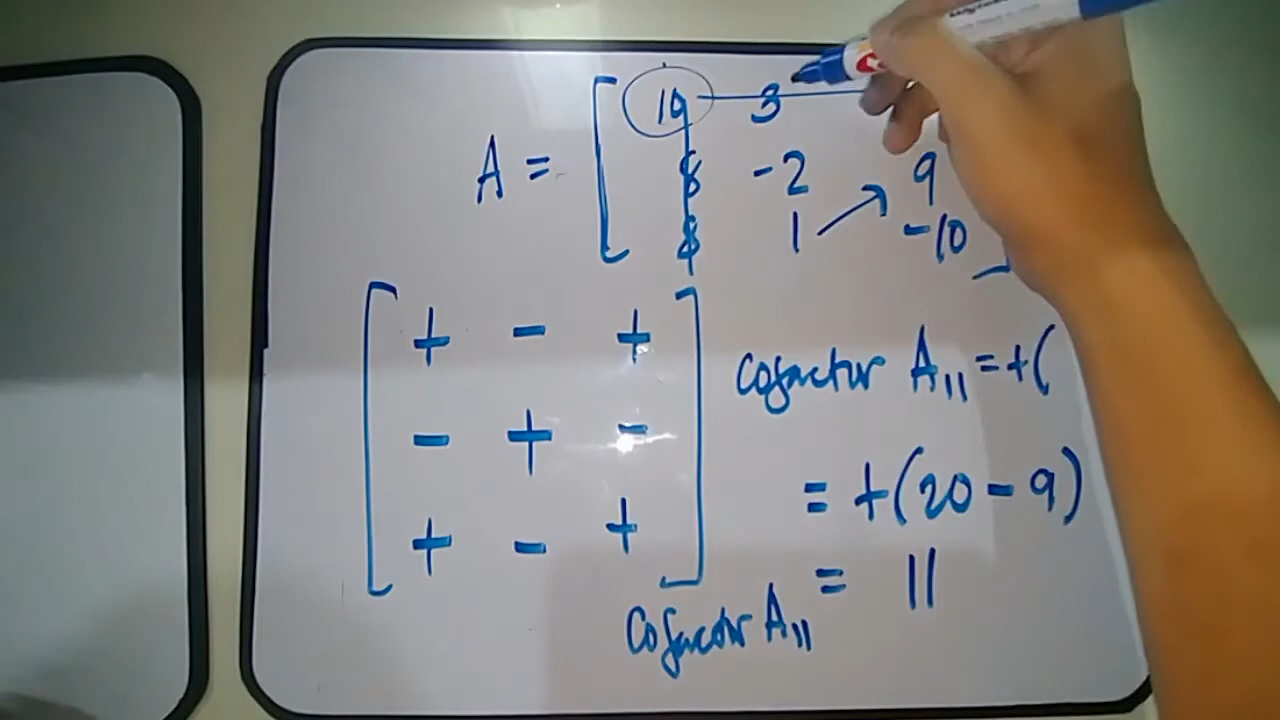 A = [ 10 3
8 -2 9
8 1 -10
[ + - +
- + -
+ - + ]
Cofactor A11 = +(
= +(20 - 9)
= 11
Cofactor A11